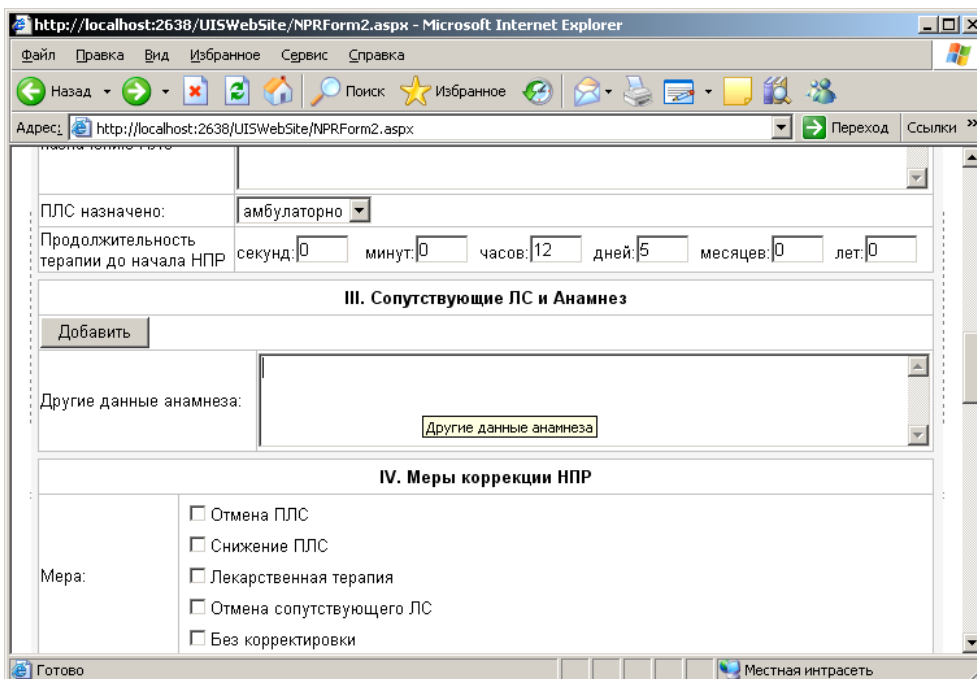 http://localhost:2638/UISWebSite/NPRForm2.aspx - Microsoft Internet Explorer
Файл Правка Вид Избранное Сервис Справка
Назад Поиск Избранное
Адрес: http://localhost:2638/UISWebSite/NPRForm2.aspx Переход Ссылки »
ПЛС назначено: амбулаторно
Продолжительность
терапии до начала НПР секунд: 0 минут: 0 часов: 12 дней: 5 месяцев: 0 лет: 0
III. Сопутствующие ЛС и Анамнез
Добавить
Другие данные анамнеза:
Другие данные анамнеза
IV. Меры коррекции НПР
Мера:
Отмена ПЛС
Снижение ПЛС
Лекарственная терапия
Отмена сопутствующего ЛС
Без корректировки
Готово Местная интрасеть